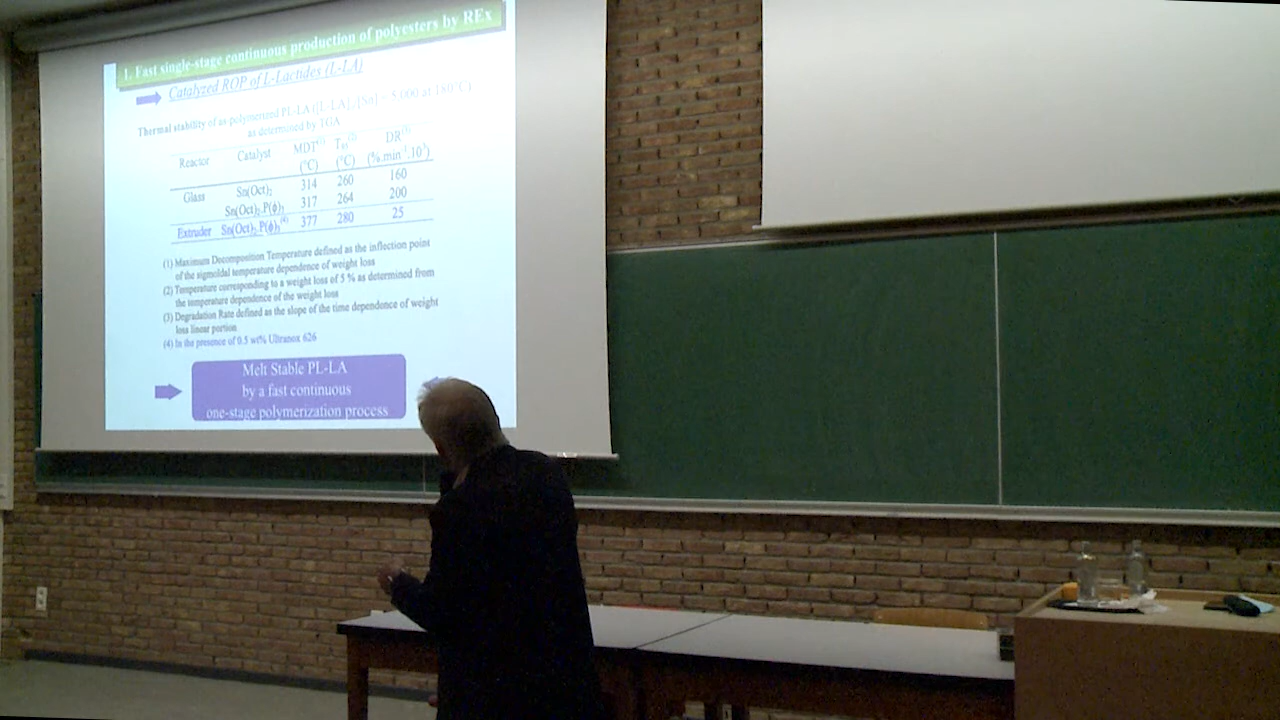 1. Fast single-stage continuous production of polyesters by REx
Catalyzed ROP of L-Lactides (L-LA)
Thermal stability of as polymerized PL-LA ([L-LA]0/[Sn] = 5,000 at 180°C)
as determined by TGA
Reactor Catalyst MDT(1) (°C) T95(2) (°C) DR(3) (%.min-1.103)
Glass Sn(Oct)2 314 260 160
Sn(Oct)2.P(ϕ)3 317 264 200
Extruder Sn(Oct)2.P(ϕ)3(4) 377 280 25
(1) Maximum Decomposition Temperature defined as the inflection point
of the sigmoïdal temperature dependence of weight loss
(2) Temperature corresponding to a weight loss of 5 % as determined from
the temperature dependence of the weight loss
(3) Degradation Rate defined as the slope of the time dependence of weight
loss linear portion
(4) In the presence of 0.5 wt% Ultranox 626
Melt Stable PL-LA
by a fast continuous
one-stage polymerization process